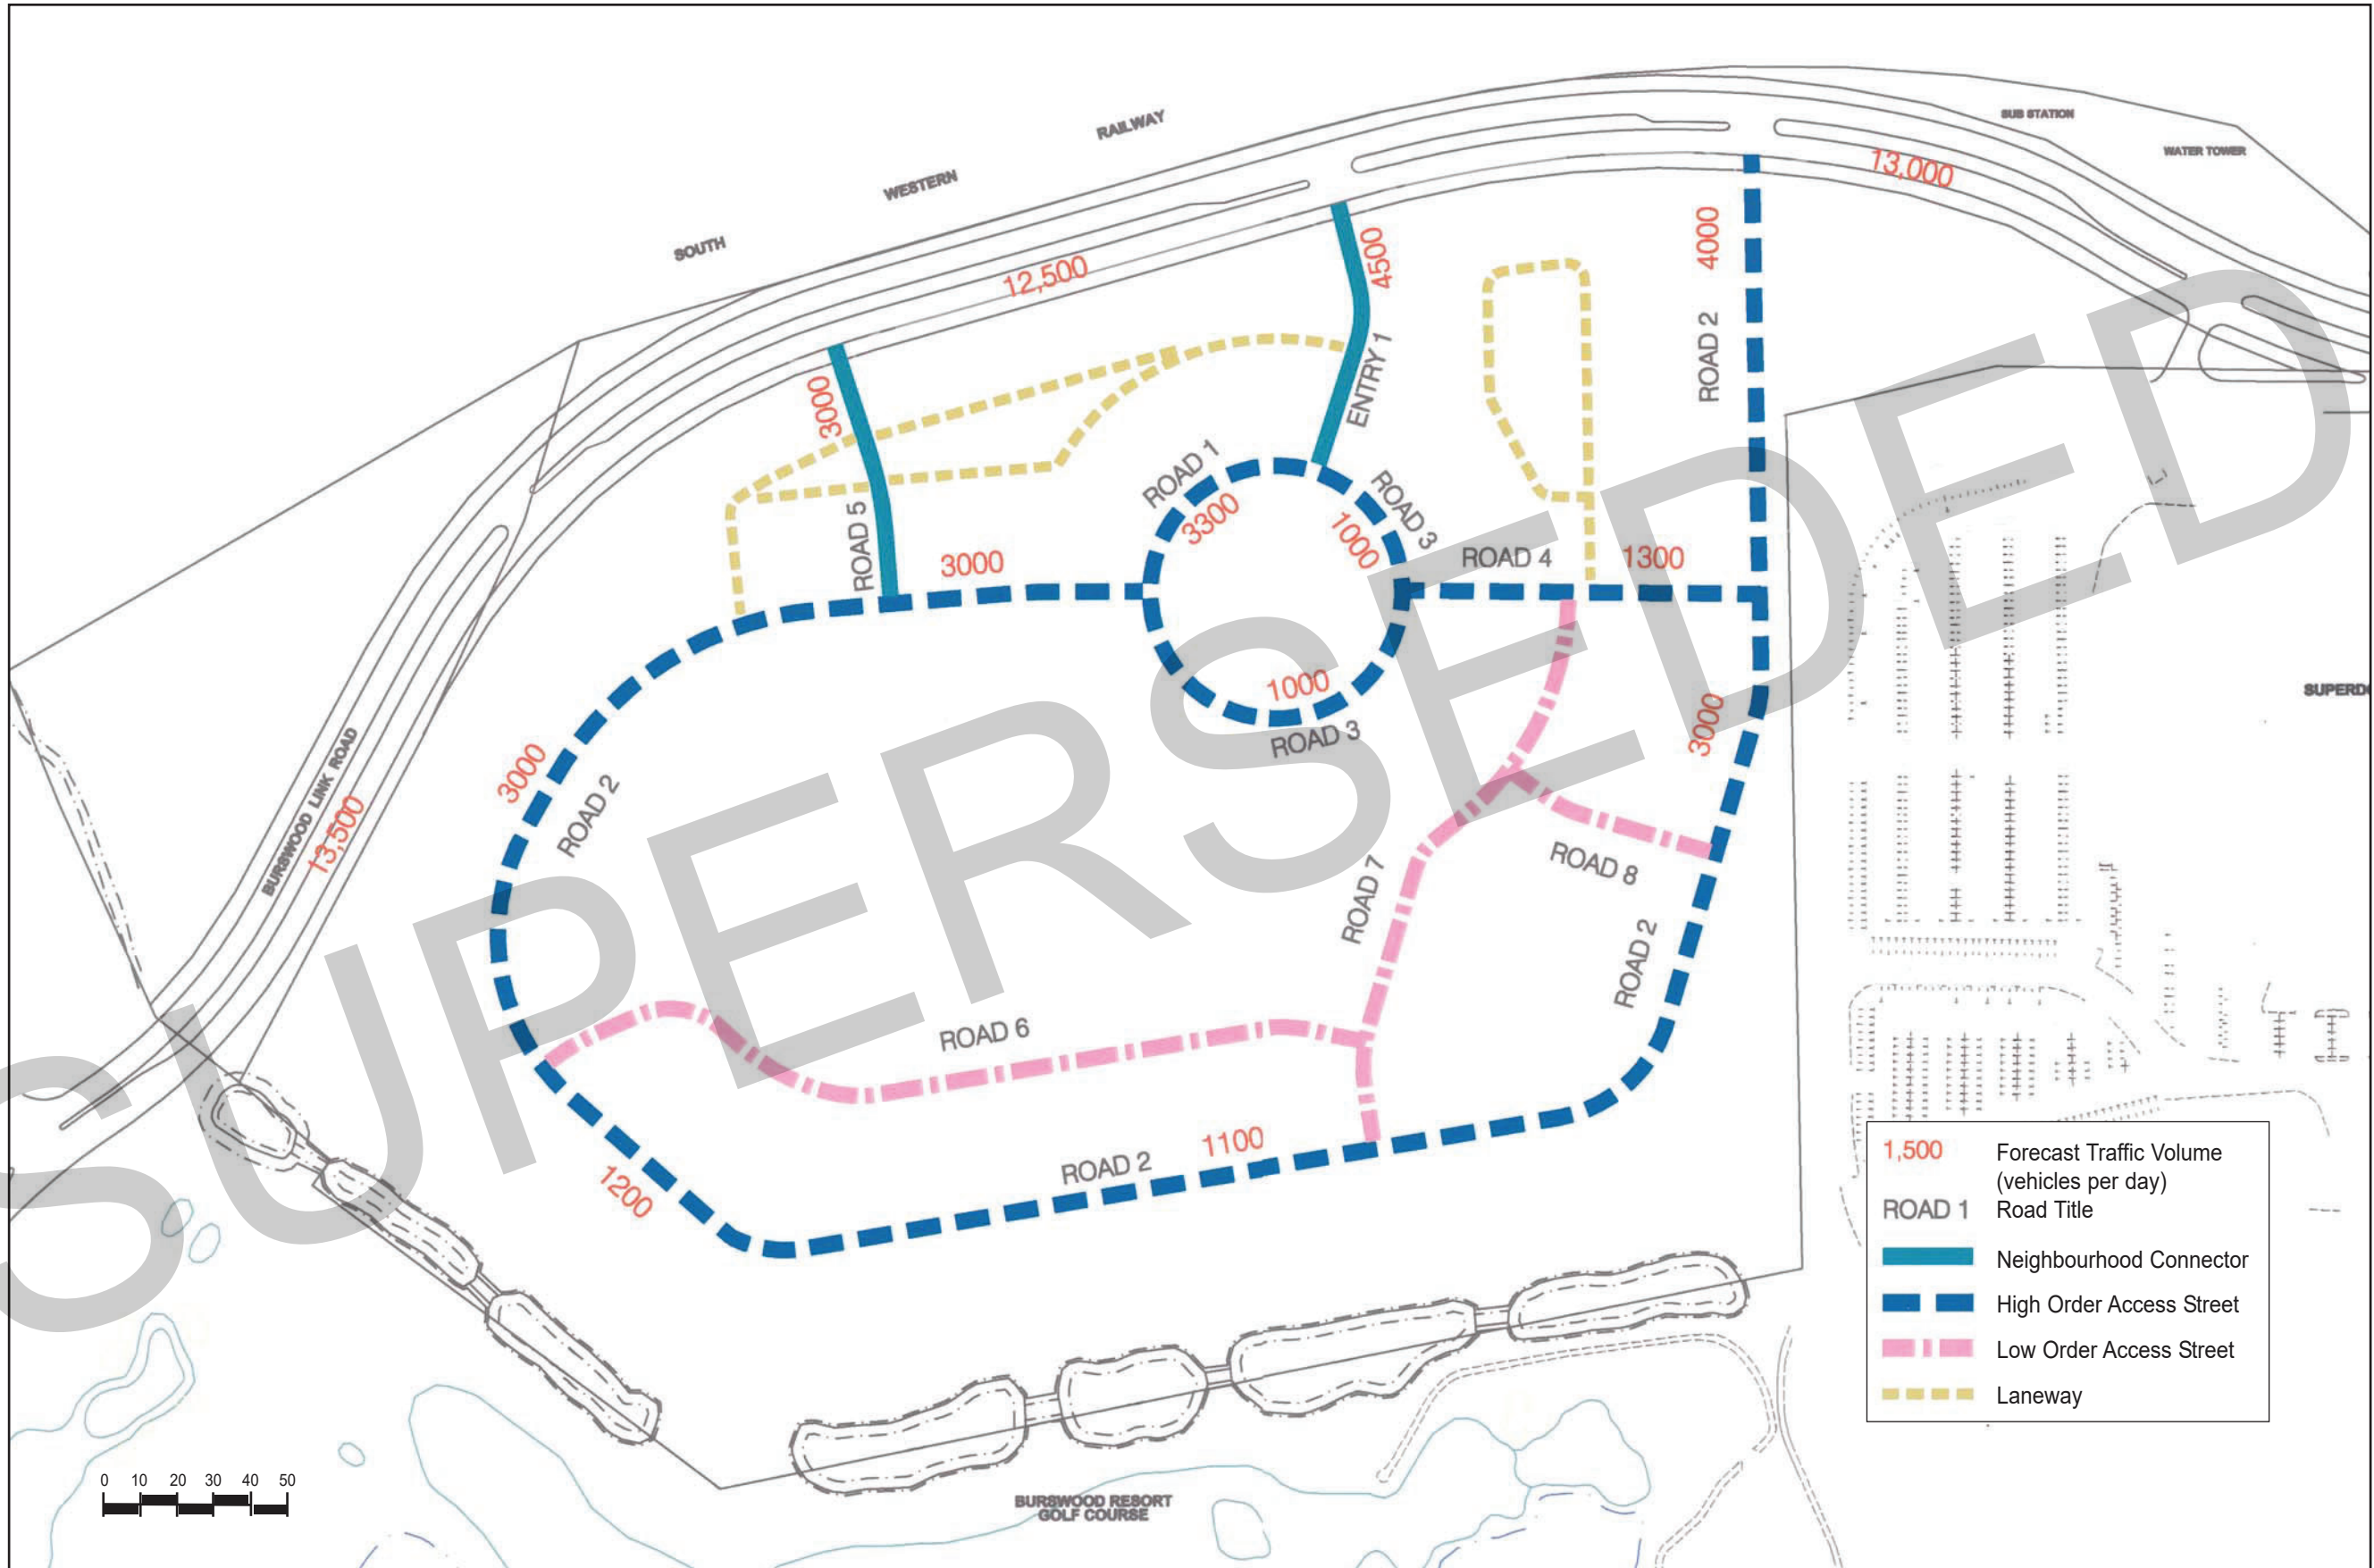 SUB STATION
WATER TOWER
RAILWAY
WESTERN
SOUTH
13,000
12,500
4500
4000
ROAD 2
3000
ENTRY 1
ROAD 5
3000
ROAD 1
3300
ROAD 3
1000
ROAD 4
1300
1000
ROAD 3
3000
ROAD 2
3000
BURSWOOD LINK ROAD
13,500
SUPERD
ROAD 7
ROAD 8
ROAD 2
ROAD 6
1200
ROAD 2
1100
SUPERSEDED
1,500 Forecast Traffic Volume
(vehicles per day)
ROAD 1 Road Title
Neighbourhood Connector
High Order Access Street
Low Order Access Street
Laneway
0 10 20 30 40 50
BURSWOOD RESORT
GOLF COURSE